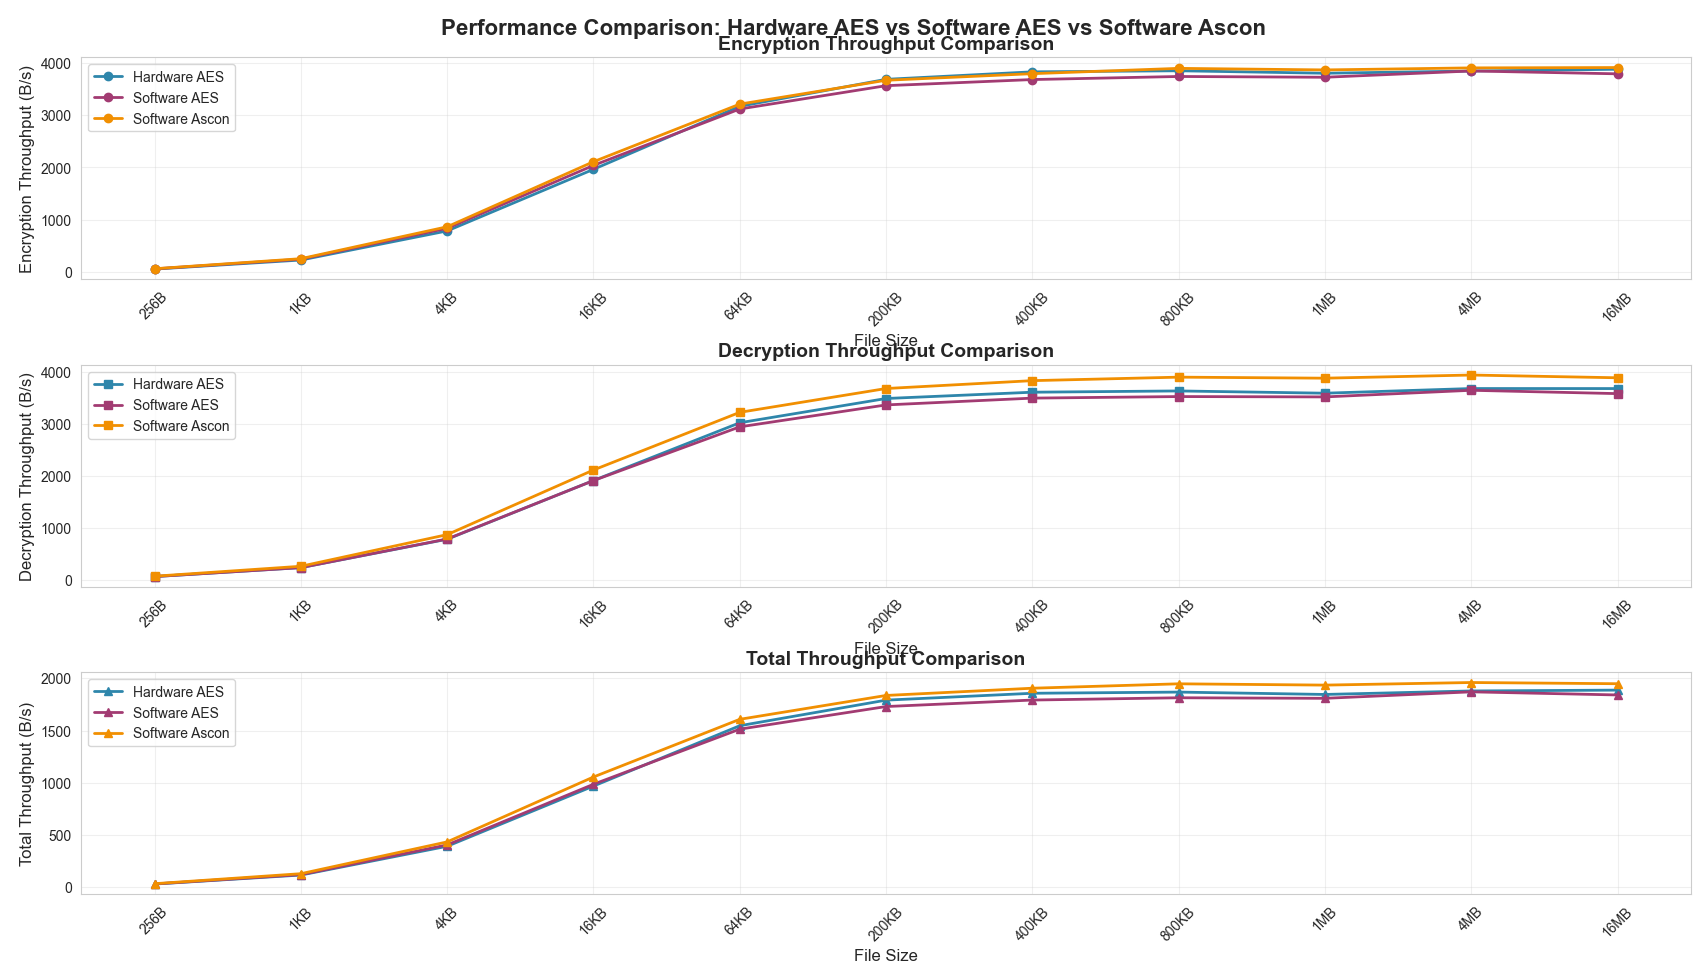 Performance Comparison: Hardware AES vs Software AES vs Software Ascon
Encryption Throughput Comparison
Encryption Throughput (B/s)
4000
3000
2000
1000
0
Hardware AES
Software AES
Software Ascon
256B 1KB 4KB 16KB 64KB 200KB 400KB 800KB 1MB 4MB 16MB
File Size
Decryption Throughput Comparison
Decryption Throughput (B/s)
4000
3000
2000
1000
0
Hardware AES
Software AES
Software Ascon
256B 1KB 4KB 16KB 64KB 200KB 400KB 800KB 1MB 4MB 16MB
File Size
Total Throughput Comparison
Total Throughput (B/s)
2000
1500
1000
500
0
Hardware AES
Software AES
Software Ascon
256B 1KB 4KB 16KB 64KB 200KB 400KB 800KB 1MB 4MB 16MB
File Size